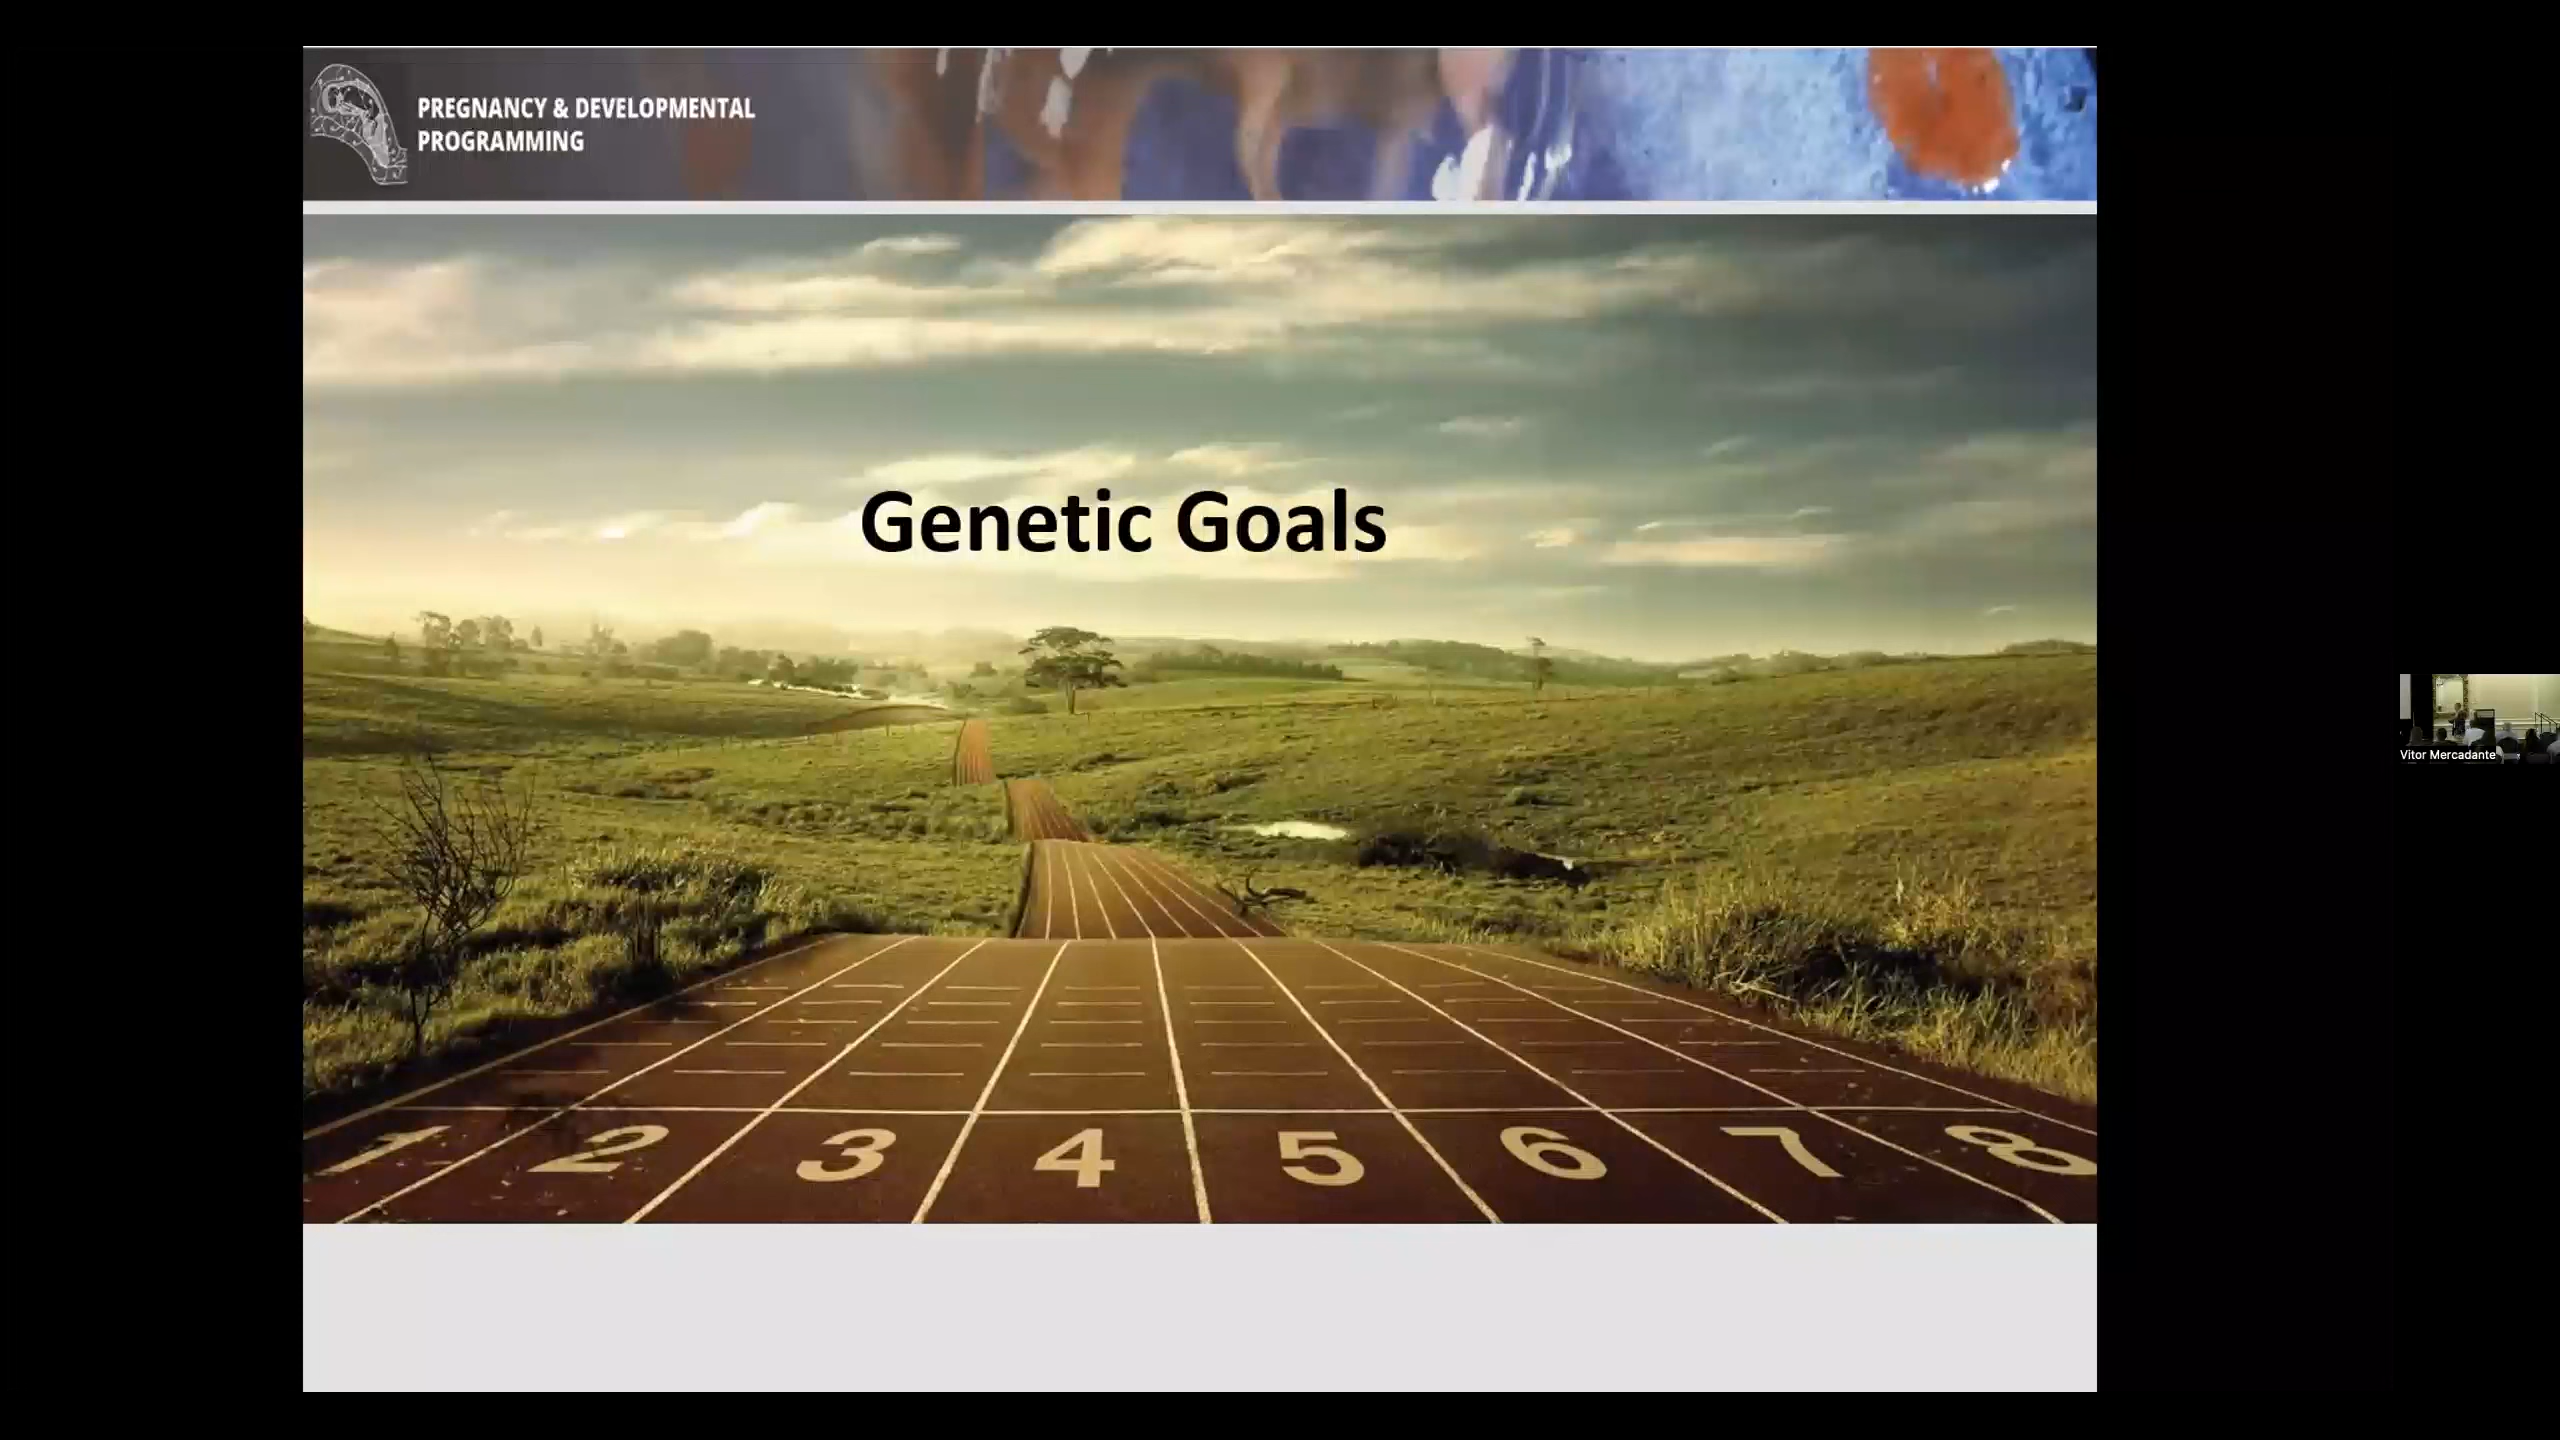 PREGNANCY & DEVELOPMENTAL
PROGRAMMING
Genetic Goals
Vitor Mercadante
1 2 3 4 5 6 7 8